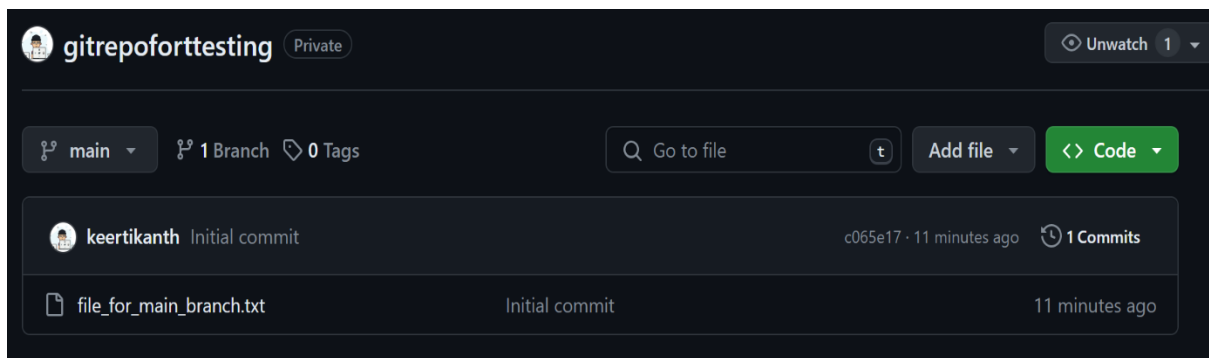 gitrepoforttesting Private Unwatch 1
main 1 Branch 0 Tags Go to file t Add file <> Code
keertikanth Initial commit c065e17 · 11 minutes ago 1 Commits
file_for_main_branch.txt Initial commit 11 minutes ago